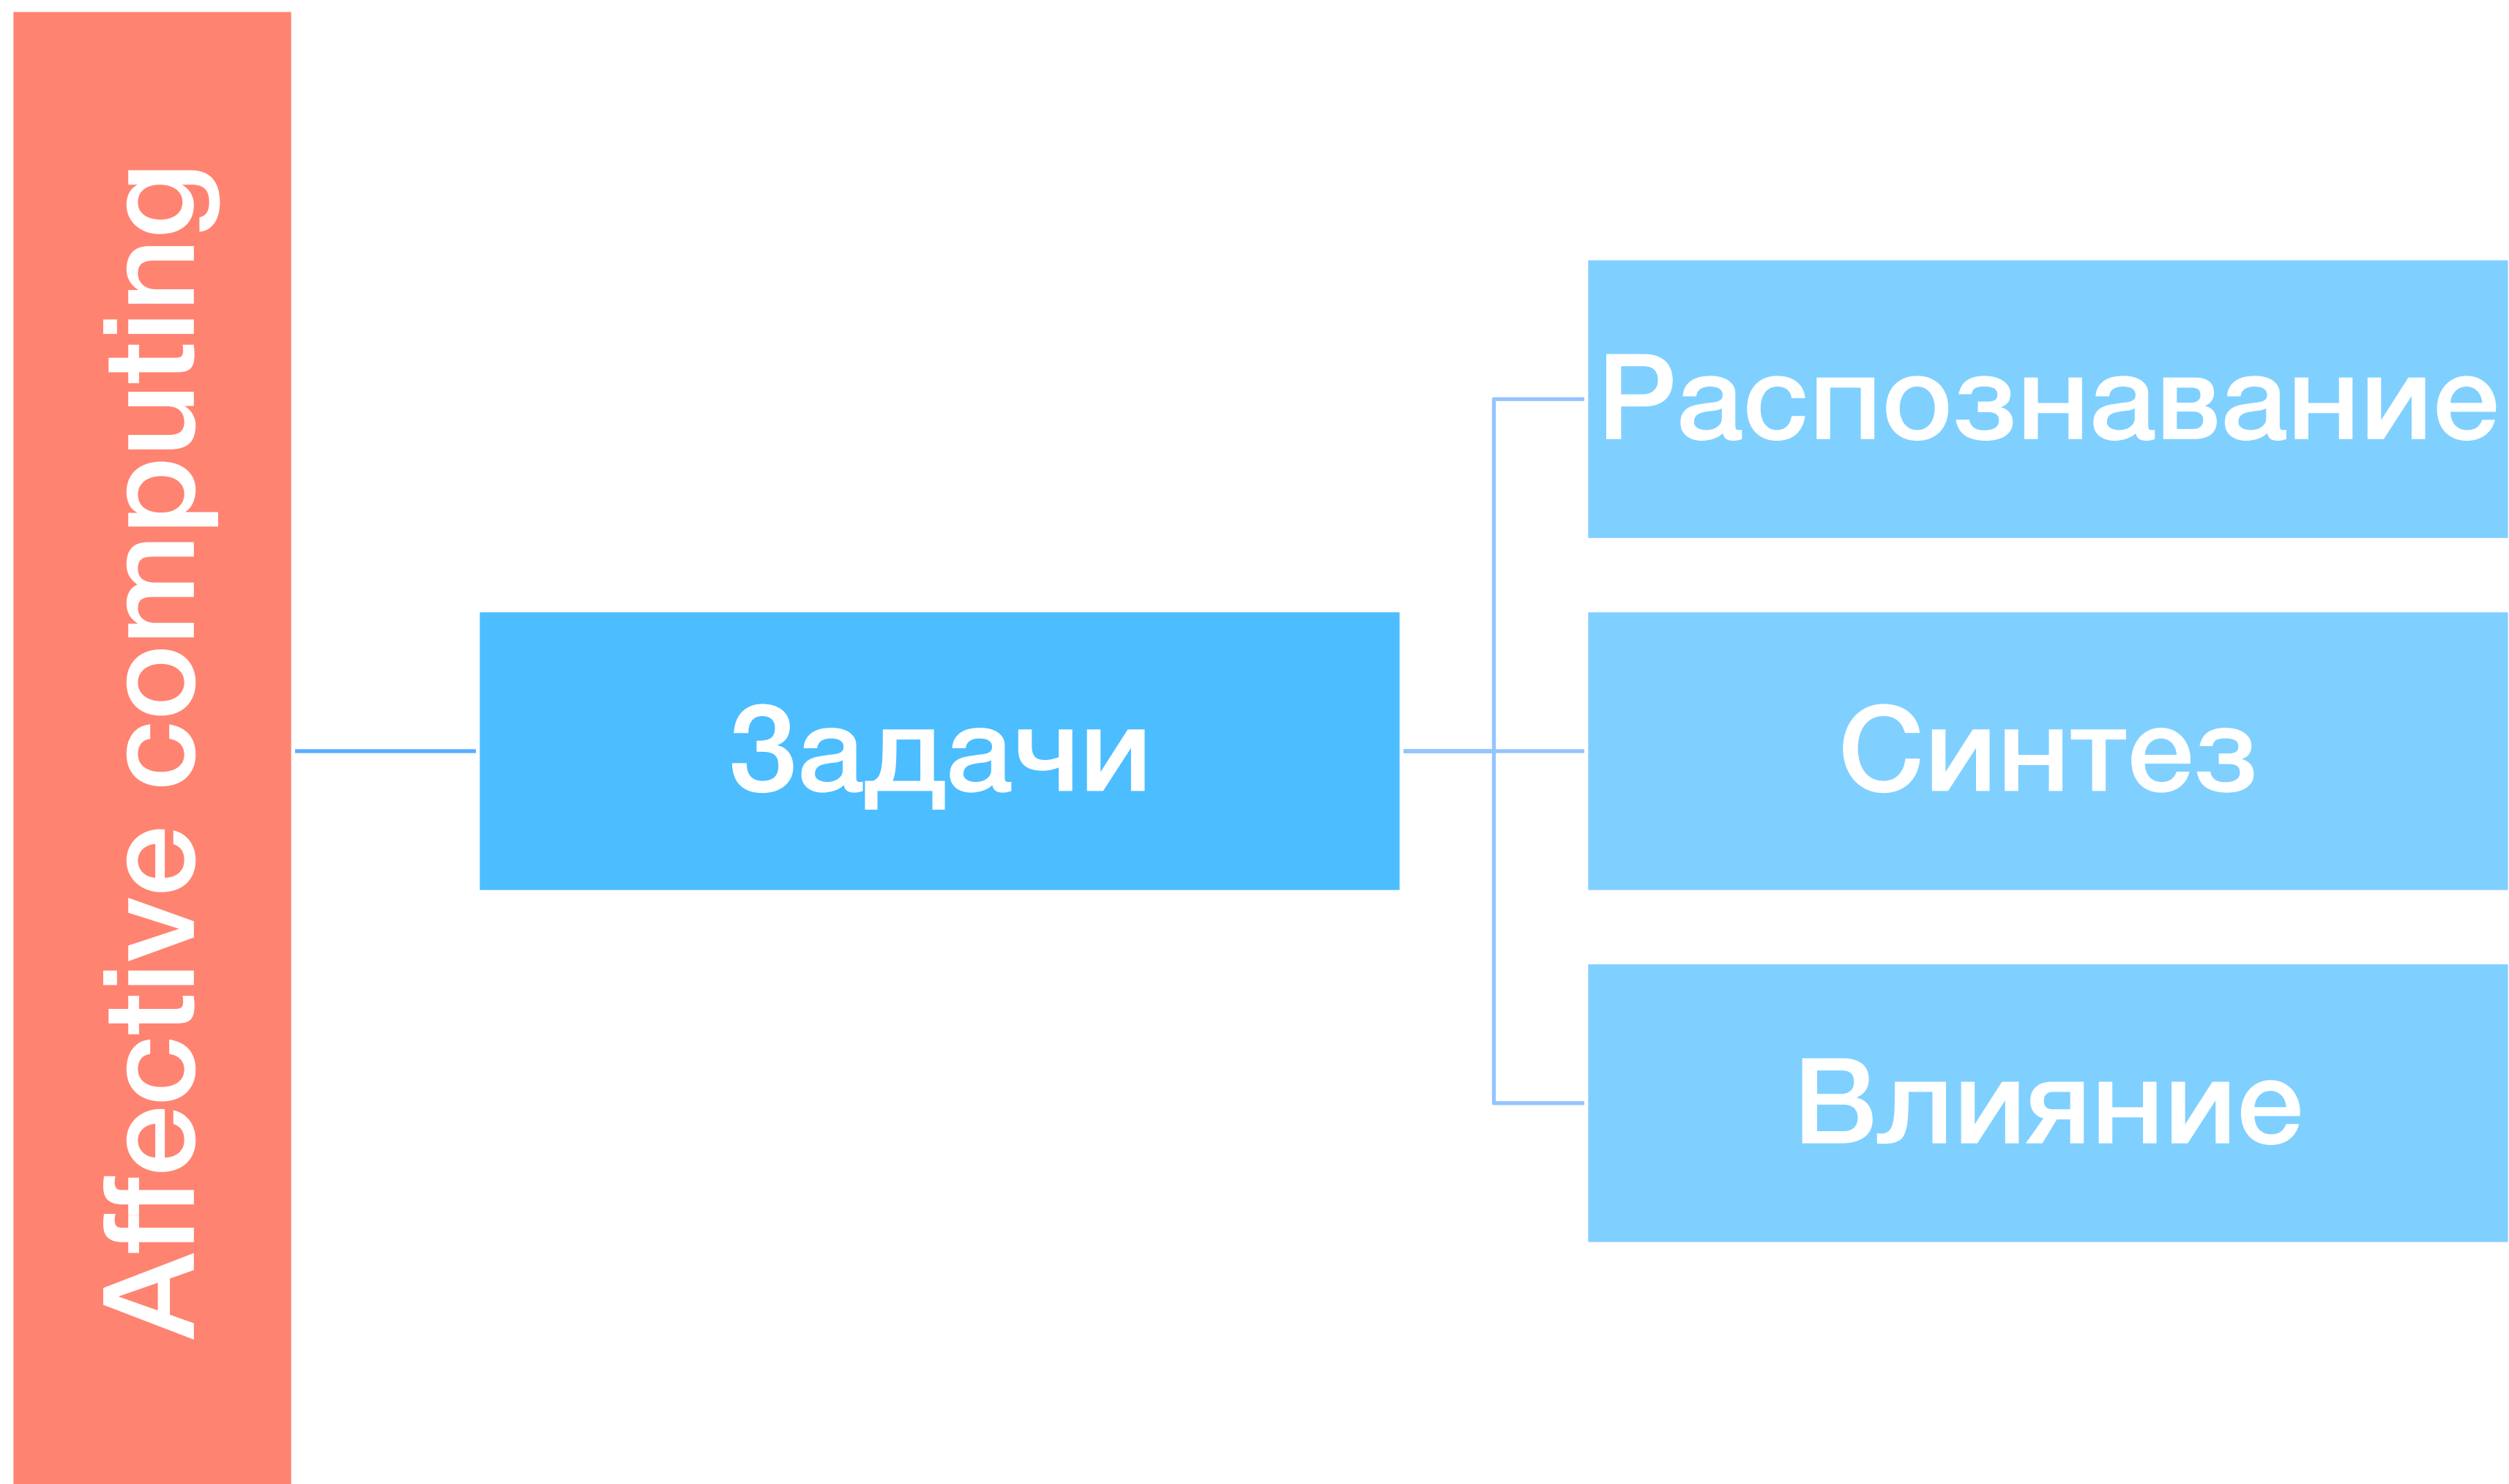 Affective computing
Задачи
Распознавание
Синтез
Влияние